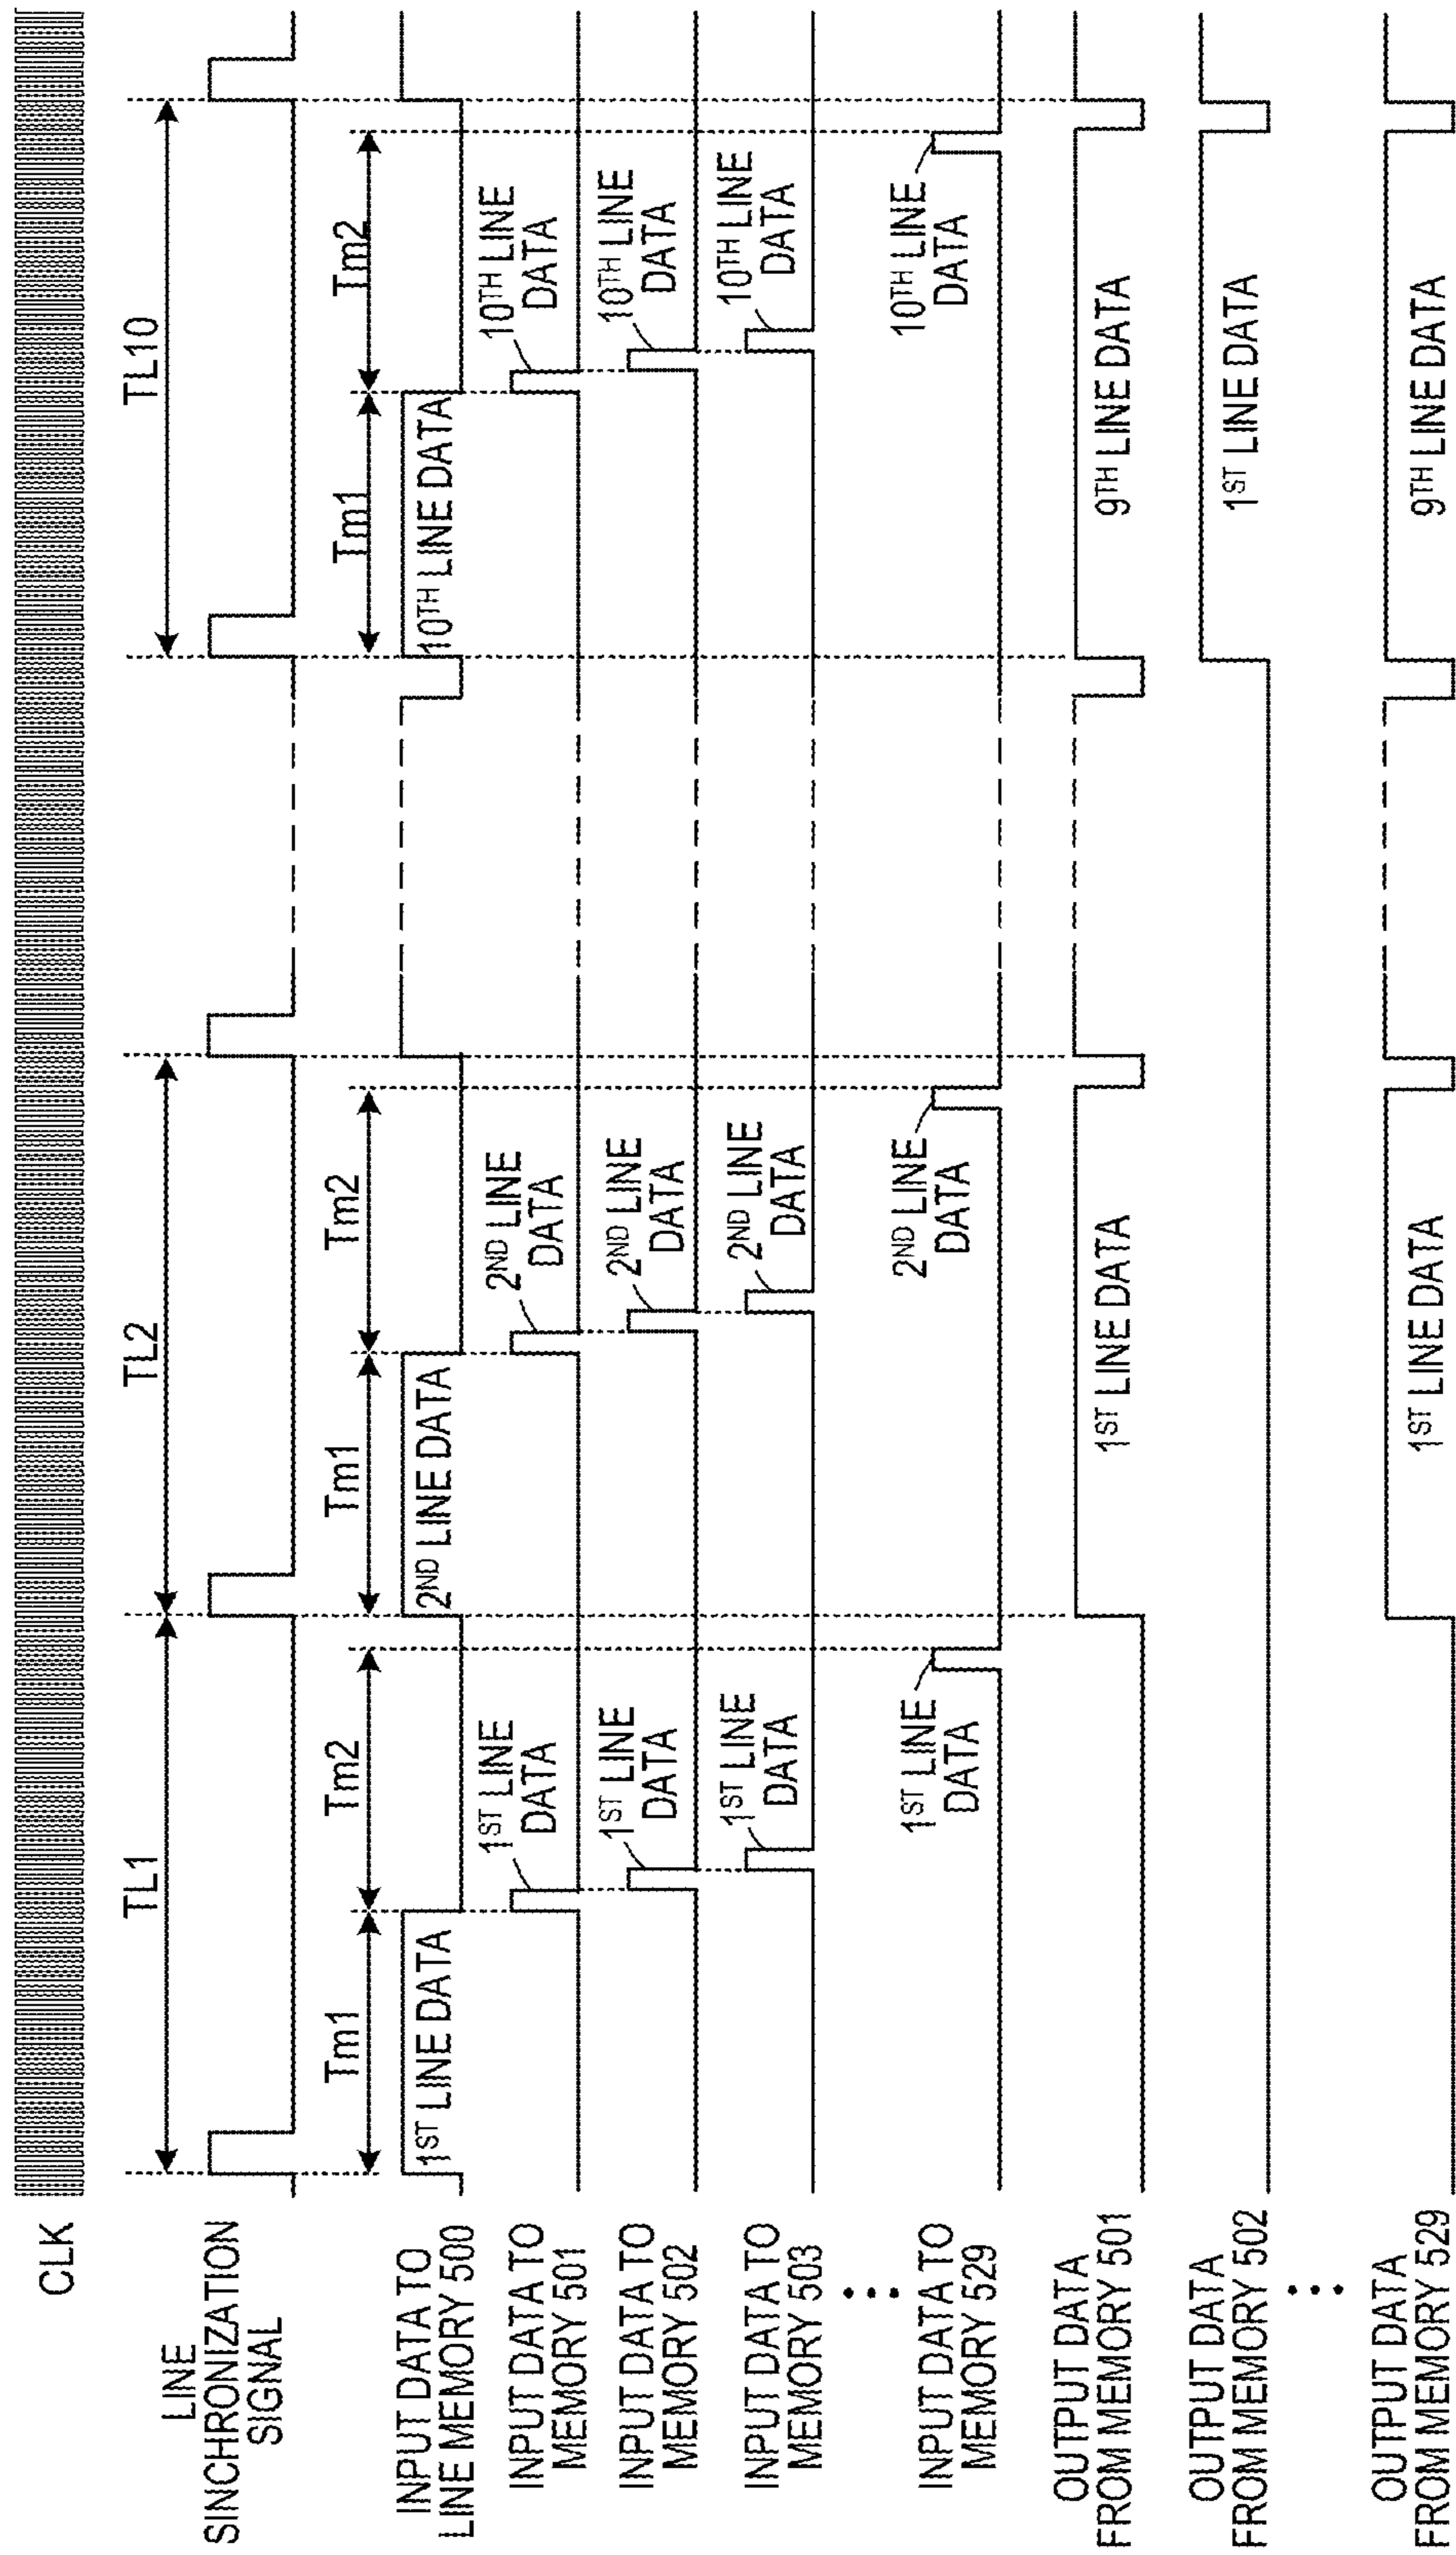 CLK
LINE
SINCHRONIZATION
SIGNAL
TL1
TL2
TL10
Tm1
Tm2
Tm1
Tm2
Tm1
Tm2
INPUT DATA TO
LINE MEMORY 500
1ST LINE DATA
2ND LINE DATA
10TH LINE DATA
INPUT DATA TO
MEMORY 501
1ST LINE
DATA
2ND LINE
DATA
10TH LINE
DATA
INPUT DATA TO
MEMORY 502
1ST LINE
DATA
2ND LINE
DATA
10TH LINE
DATA
INPUT DATA TO
MEMORY 503
1ST LINE
DATA
2ND LINE
DATA
10TH LINE
DATA
INPUT DATA TO
MEMORY 529
1ST LINE
DATA
2ND LINE
DATA
10TH LINE
DATA
OUTPUT DATA
FROM MEMORY 501
1ST LINE DATA
9TH LINE DATA
OUTPUT DATA
FROM MEMORY 502
1ST LINE DATA
OUTPUT DATA
FROM MEMORY 529
1ST LINE DATA
9TH LINE DATA